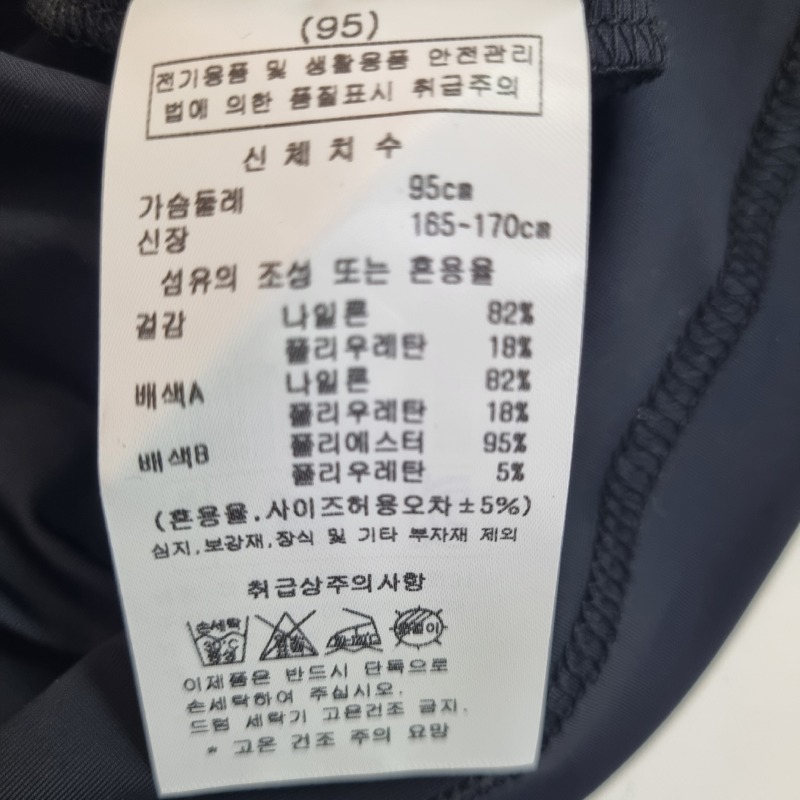 (95)
전기용품 및 생활용품 안전관리
법에 의한 품질표시 취급주의
신체치수
가슴둘레 95cm
신장 165~170cm
섬유의 조성 또는 혼용율
겉감 나일론 82%
폴리우레탄 18%
배색A 나일론 82%
폴리우레탄 18%
배색B 폴리에스터 95%
폴리우레탄 5%
(혼용율.사이즈허용오차±5%)
심지,보강재,장식 및 기타 부자재 제외
취급상주의사항
손세탁
30℃
중성
이제품은 반드시 단독으로
손세탁하여 주십시오.
드럼 세탁기 고온건조 금지.
* 고온 건조 주의 요망